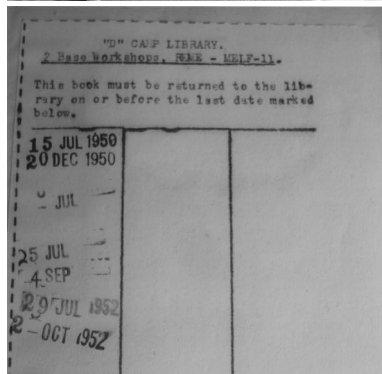 "D" CAMP LIBRARY.
2 Base Workshops, REME - MELF-11.
This book must be returned to the lib-
rary on or before the last date marked
below.
15 JUL 1950
20 DEC 1950
JUL
25 JUL
4 SEP
29 JUL 1952
2 - OCT 1952